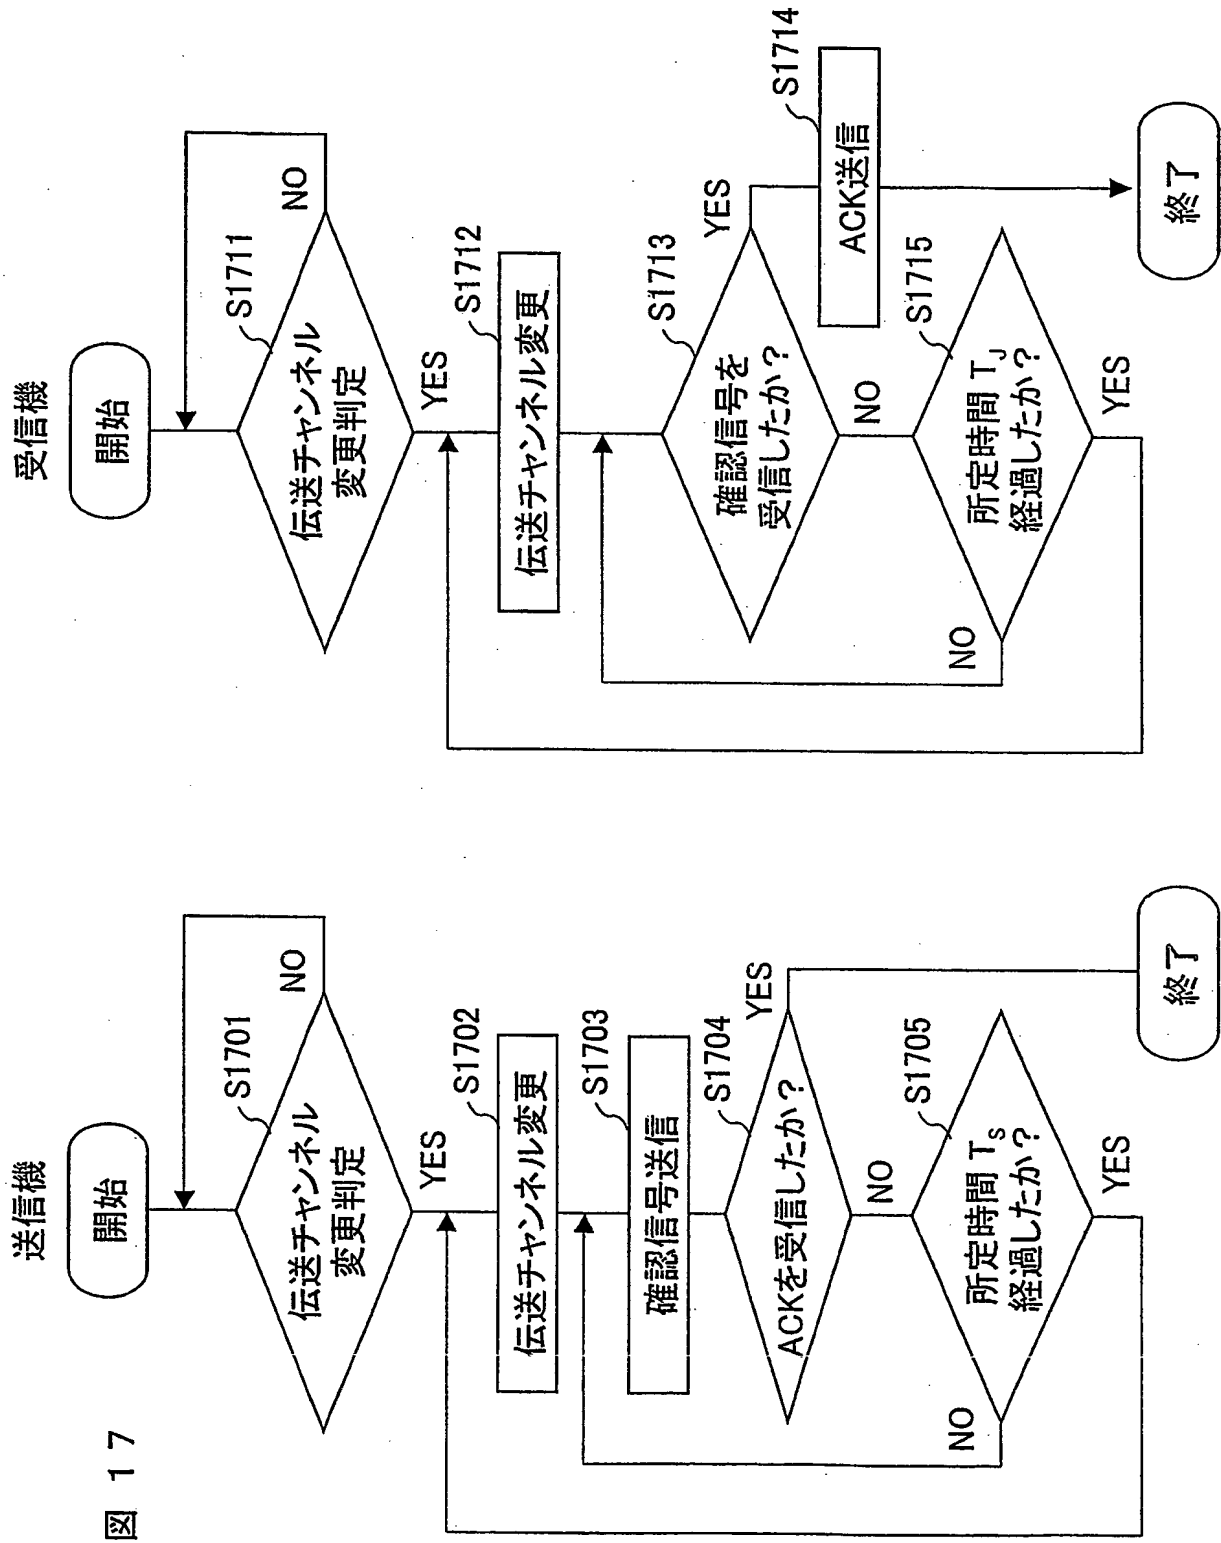 図 17
送信機
開始
伝送チャンネル
変更判定
S1701
NO
YES
伝送チャンネル変更
S1702
確認信号送信
S1703
ACKを受信したか?
S1704
YES
NO
所定時間 TS
経過したか?
S1705
NO
YES
終了
受信機
開始
伝送チャンネル
変更判定
S1711
NO
YES
伝送チャンネル変更
S1712
確認信号を
受信したか?
S1713
YES
NO
ACK送信
S1714
所定時間 TJ
経過したか?
S1715
NO
YES
終了